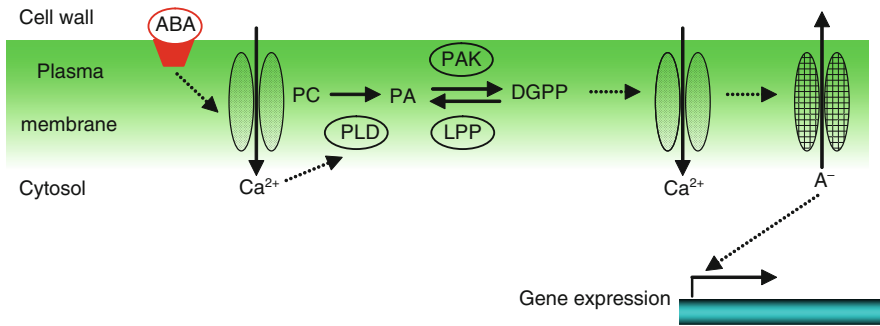 Cell wall
ABA
Plasma
membrane
PAK
PC
PA
DGPP
PLD
LPP
Cytosol
Ca²⁺
Ca²⁺
A⁻
Gene expression